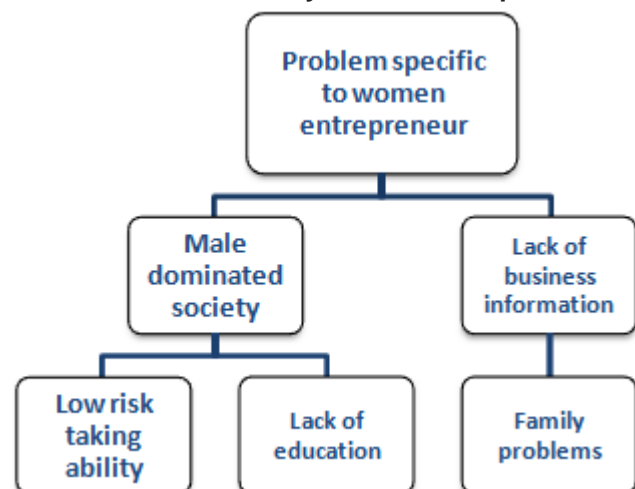 Problem specific
to women
entrepreneur
Male
dominated
society
Lack of
business
information
Low risk
taking
ability
Lack of
education
Family
problems